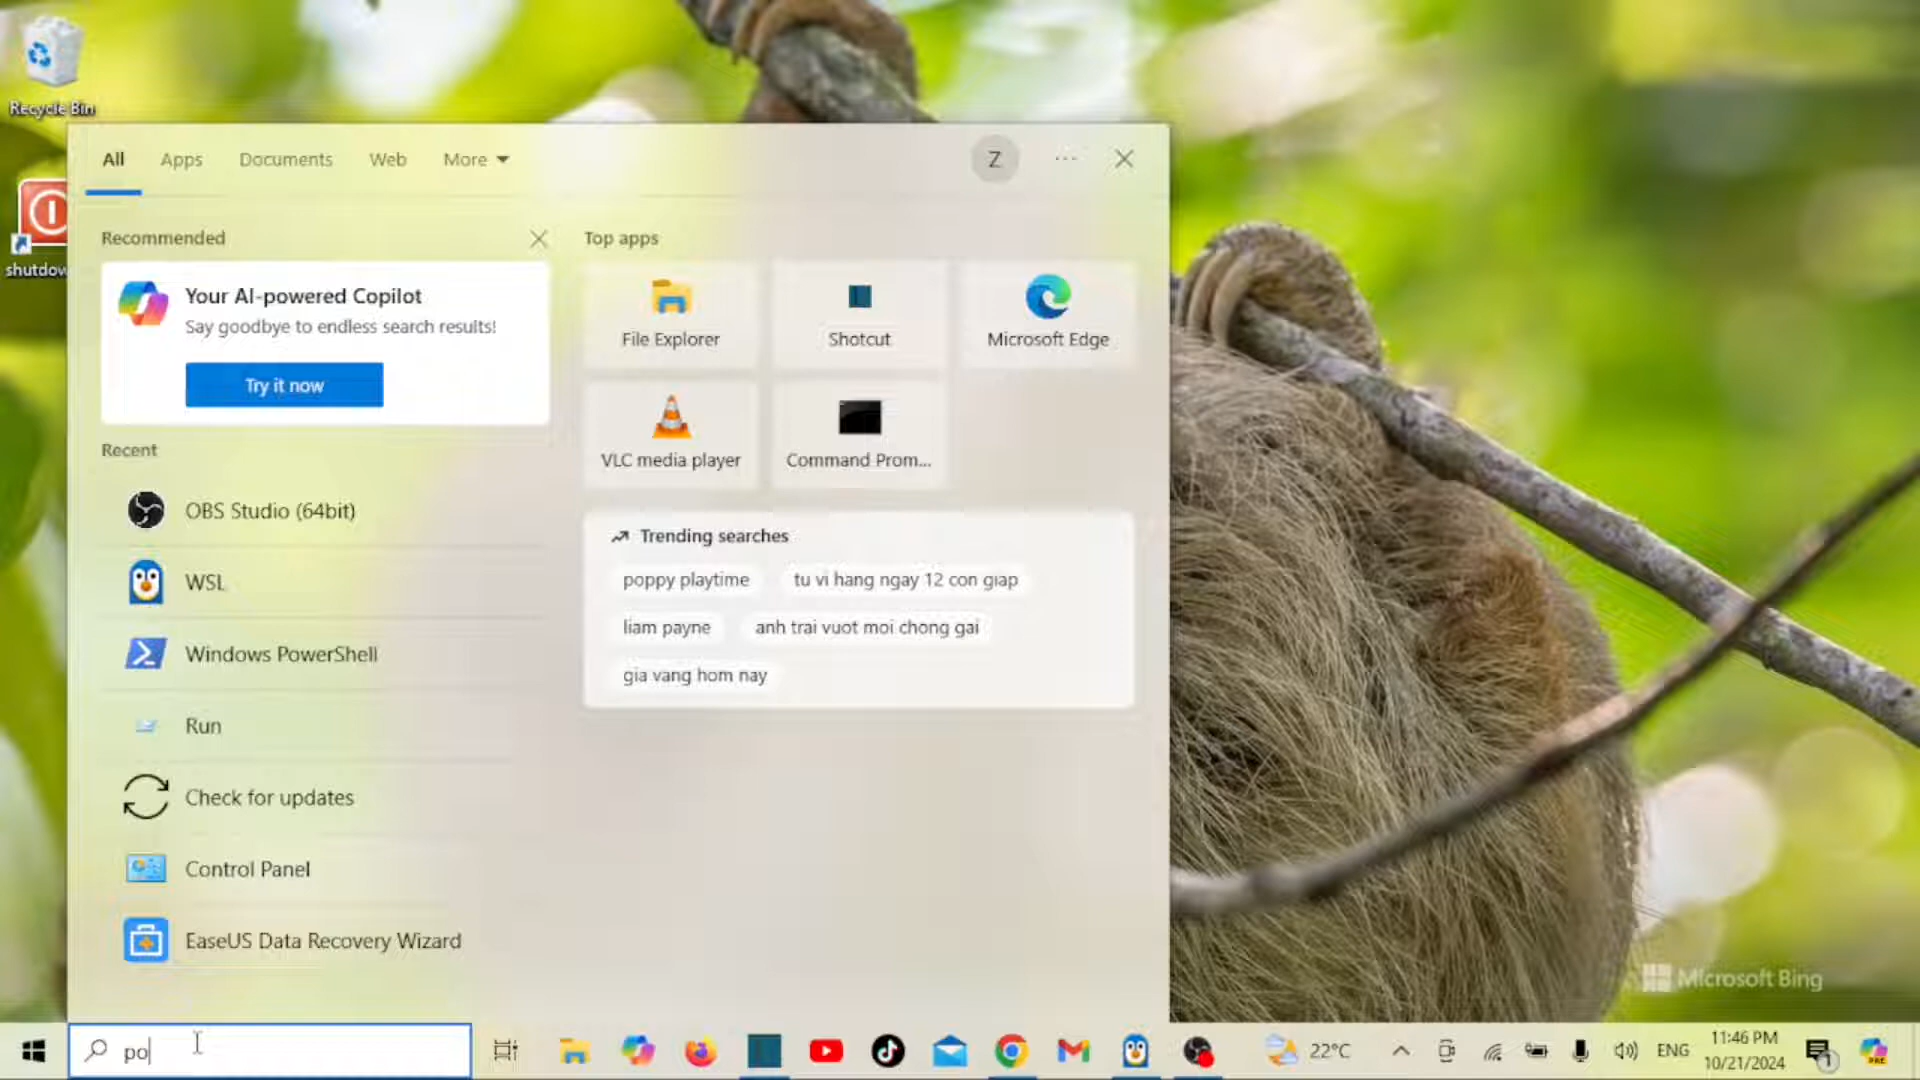 Recycle Bin
shutdow
All Apps Documents Web More Z
Recommended
Your AI-powered Copilot
Say goodbye to endless search results!
Try it now
Recent
OBS Studio (64bit)
WSL
Windows PowerShell
Run
Check for updates
Control Panel
EaseUS Data Recovery Wizard
Top apps
File Explorer Shotcut Microsoft Edge
VLC media player Command Prom...
Trending searches
poppy playtime tu vi hang ngay 12 con giap
liam payne anh trai vuot moi chong gai
gia vang hom nay
Microsoft Bing
po
22°C
ENG
11:46 PM
10/21/2024
1
PRE